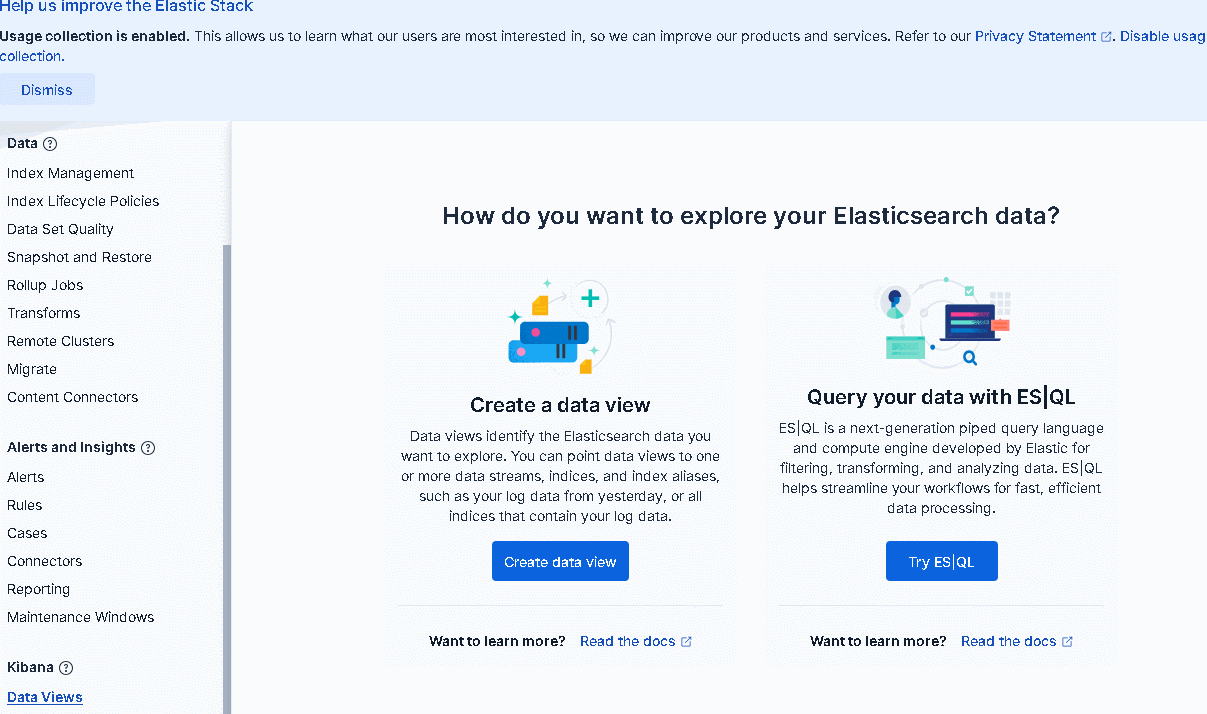 Help us improve the Elastic Stack
Usage collection is enabled. This allows us to learn what our users are most interested in, so we can improve our products and services. Refer to our Privacy Statement. Disable usag
collection.
Dismiss
Data
Index Management
Index Lifecycle Policies
Data Set Quality
Snapshot and Restore
Rollup Jobs
Transforms
Remote Clusters
Migrate
Content Connectors
Alerts and Insights
Alerts
Rules
Cases
Connectors
Reporting
Maintenance Windows
Kibana
Data Views
How do you want to explore your Elasticsearch data?
Create a data view
Data views identify the Elasticsearch data you
want to explore. You can point data views to one
or more data streams, indices, and index aliases,
such as your log data from yesterday, or all
indices that contain your log data.
Create data view
Want to learn more? Read the docs
Query your data with ES|QL
ES|QL is a next-generation piped query language
and compute engine developed by Elastic for
filtering, transforming, and analyzing data. ES|QL
helps streamline your workflows for fast, efficient
data processing.
Try ES|QL
Want to learn more? Read the docs